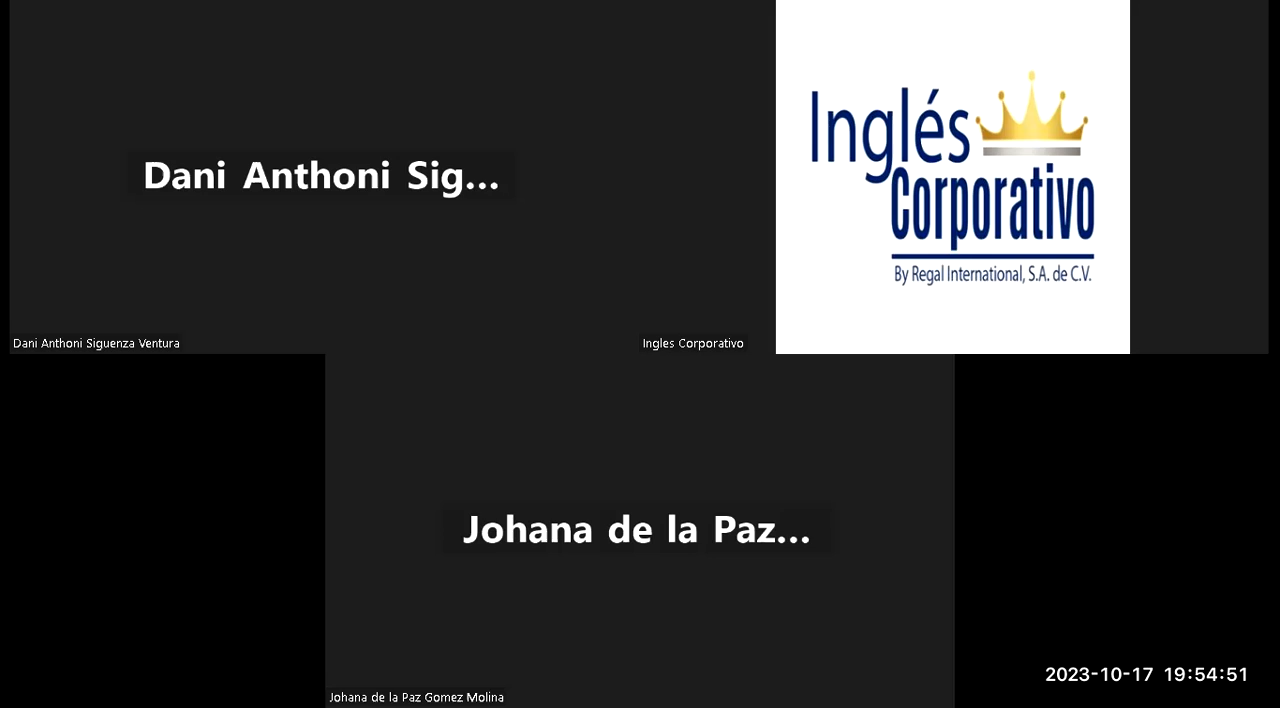 Dani Anthoni Sig...
Dani Anthoni Siguenza Ventura
Inglés
Corporativo
By Regal International, S.A. de C.V.
Ingles Corporativo
Johana de la Paz...
Johana de la Paz Gomez Molina
2023-10-17 19:54:51